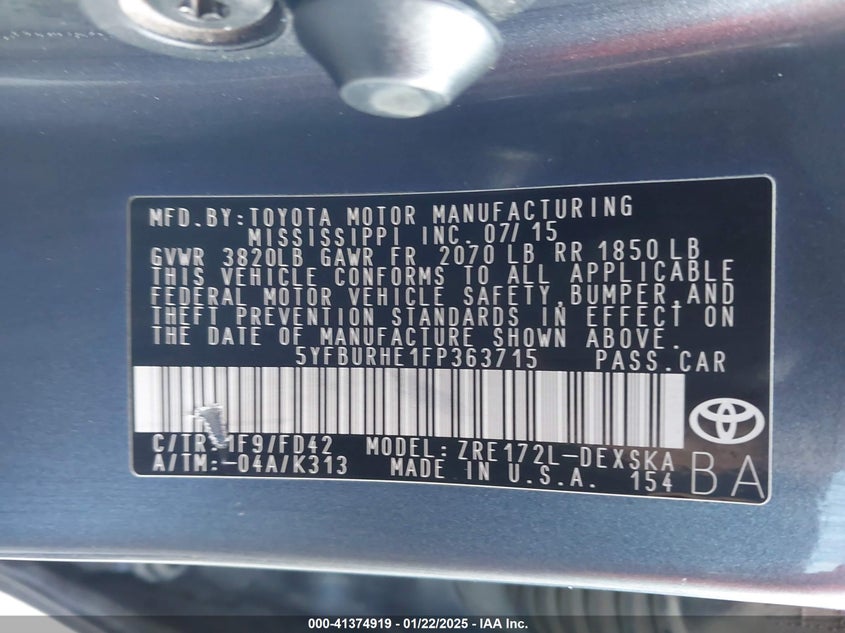 MFD.BY:TOYOTA MOTOR MANUFACTURING
MISSISSIPPI INC. 07/15
GVWR 3820LB GAWR FR 2070 LB RR 1850 LB
THIS VEHICLE CONFORMS TO ALL APPLICABLE
FEDERAL MOTOR VEHICLE SAFETY,BUMPER,AND
THEFT PREVENTION STANDARDS IN EFFECT ON
THE DATE OF MANUFACTURE SHOWN ABOVE.
5YFBURHE1FP363715 PASS.CAR
C/TR: 1F9/FD42 MODEL:ZRE172L-DEXSKA
A/TM:-04A/K313 MADE IN U.S.A. 154
BA
000-41374919 / 01/22/2025 - IAA Inc.